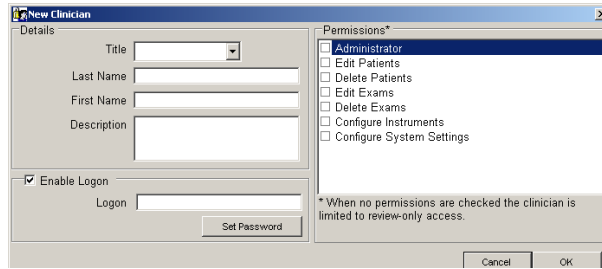 New Clinician
Details
Title
Last Name
First Name
Description
Enable Logon
Logon
Set Password
Permissions*
Administrator
Edit Patients
Delete Patients
Edit Exams
Delete Exams
Configure Instruments
Configure System Settings
* When no permissions are checked the clinician is
limited to review-only access.
Cancel
OK